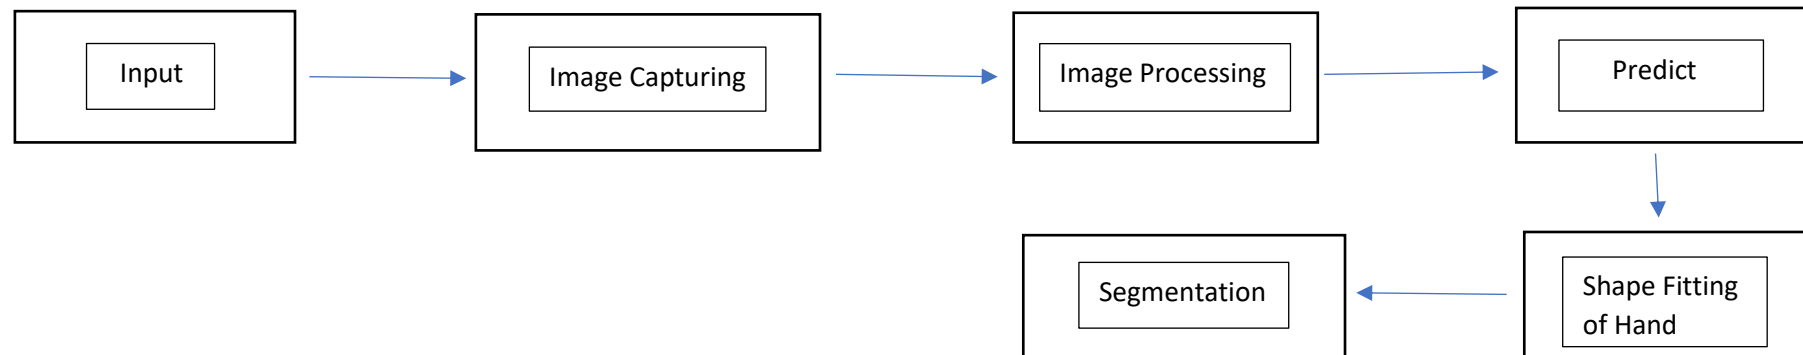 Input
Image Capturing
Image Processing
Predict
Shape Fitting
of Hand
Segmentation